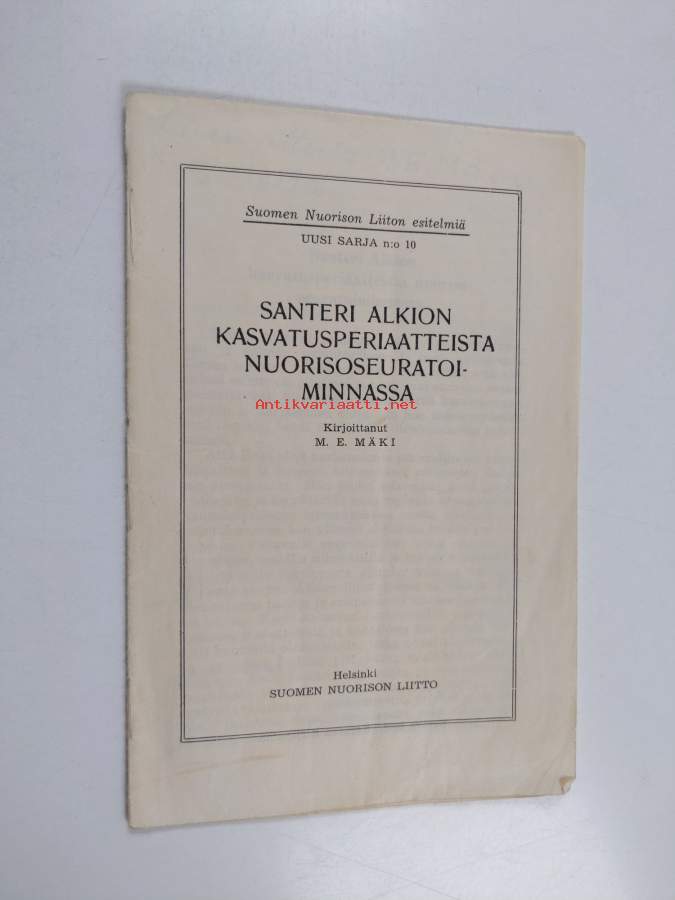 Suomen Nuorison Liiton esitelmiä
UUSI SARJA n:o 10
SANTERI ALKION
KASVATUSPERIAATTEISTA
NUORISOSEURATOI-
MINNASSA
Antikvariaatti.net
Kirjoittanut
M. E. MÄKI
Helsinki
SUOMEN NUORISON LIITTO